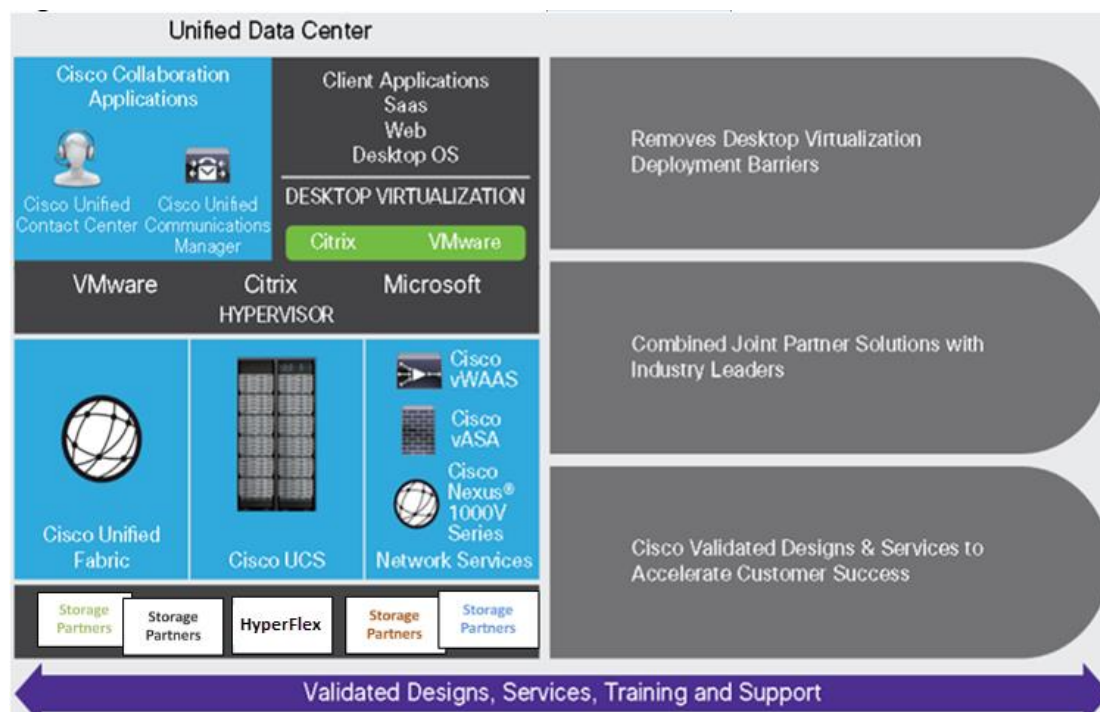 Unified Data Center
Cisco Collaboration
Applications
Cisco Unified
Contact Center
Cisco Unified
Communications
Manager
Client Applications
Saas
Web
Desktop OS
DESKTOP VIRTUALIZATION
Citrix VMware
VMware Citrix Microsoft
HYPERVISOR
Cisco Unified
Fabric
Cisco UCS
Cisco
vWAAS
Cisco
vASA
Cisco
Nexus®
1000V
Series
Network Services
Storage
Partners
Storage
Partners
HyperFlex
Storage
Partners
Storage
Partners
Removes Desktop Virtualization
Deployment Barriers
Combined Joint Partner Solutions with
Industry Leaders
Cisco Validated Designs & Services to
Accelerate Customer Success
Validated Designs, Services, Training and Support